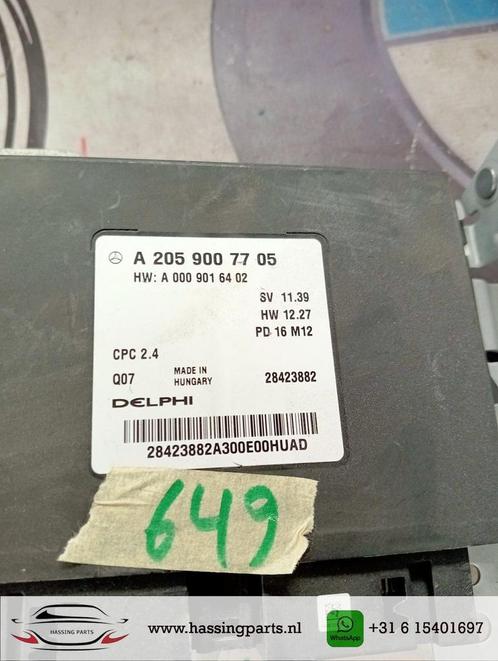 A 205 900 77 05
HW: A 000 901 64 02
SV 11.39
HW 12.27
PD 16 M12
CPC 2.4
Q07 MADE IN HUNGARY 28423882
DELPHI
28423882A300E00HUAD
649
HASSING PARTS
www.hassingparts.nl
WhatsApp
+31 6 15401697